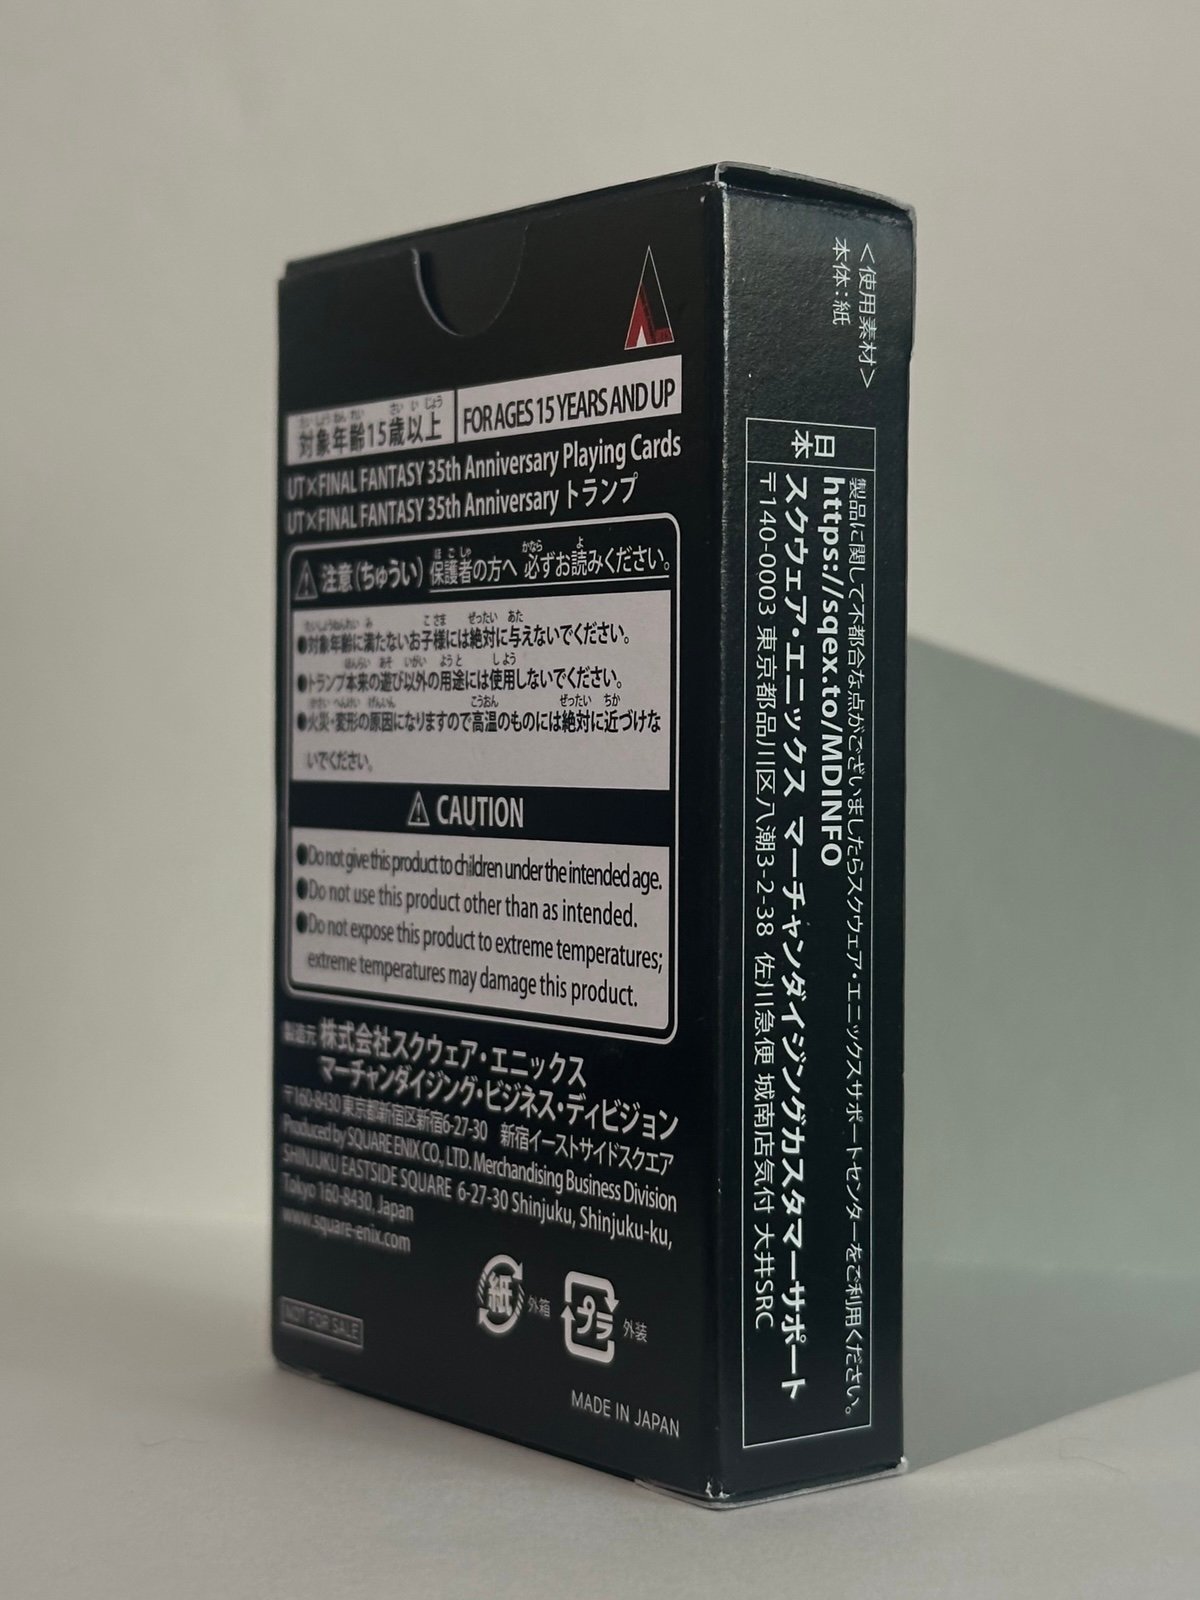 対象年齢15歳以上
FOR AGES 15 YEARS AND UP
UT×FINAL FANTASY 35th Anniversary Playing Cards
UT×FINAL FANTASY 35th Anniversary トランプ
注意(ちゅうい) 保護者の方へ 必ずお読みください。
●対象年齢に満たないお子様には絶対に与えないでください。
●トランプ本来の遊び以外の用途には使用しないでください。
●火災・変形の原因になりますので高温のものには絶対に近づけな
いでください。
CAUTION
●Do not give this product to children under the intended age.
●Do not use this product other than as intended.
●Do not expose this product to extreme temperatures;
extreme temperatures may damage this product.
製造元 株式会社スクウェア・エニックス
マーチャンダイジング・ビジネス・ディビジョン
〒160-8430 東京都新宿区新宿6-27-30 新宿イーストサイドスクエア
Produced by SQUARE ENIX CO., LTD. Merchandising Business Division
SHINJUKU EASTSIDE SQUARE 6-27-30 Shinjuku, Shinjuku-ku,
Tokyo 160-8430, Japan
www.square-enix.com
紙 外箱
プラ 外装
NOT FOR SALE
MADE IN JAPAN
<使用素材>
本体:紙
日本
製品に関して不都合な点がございましたらスクウェア・エニックスサポートセンターをご利用ください。
https://sqex.to/MDINFO
スクウェア・エニックス マーチャンダイジングカスタマーサポート
〒140-0003 東京都品川区八潮3-2-38 佐川急便 城南店気付 大井SRC